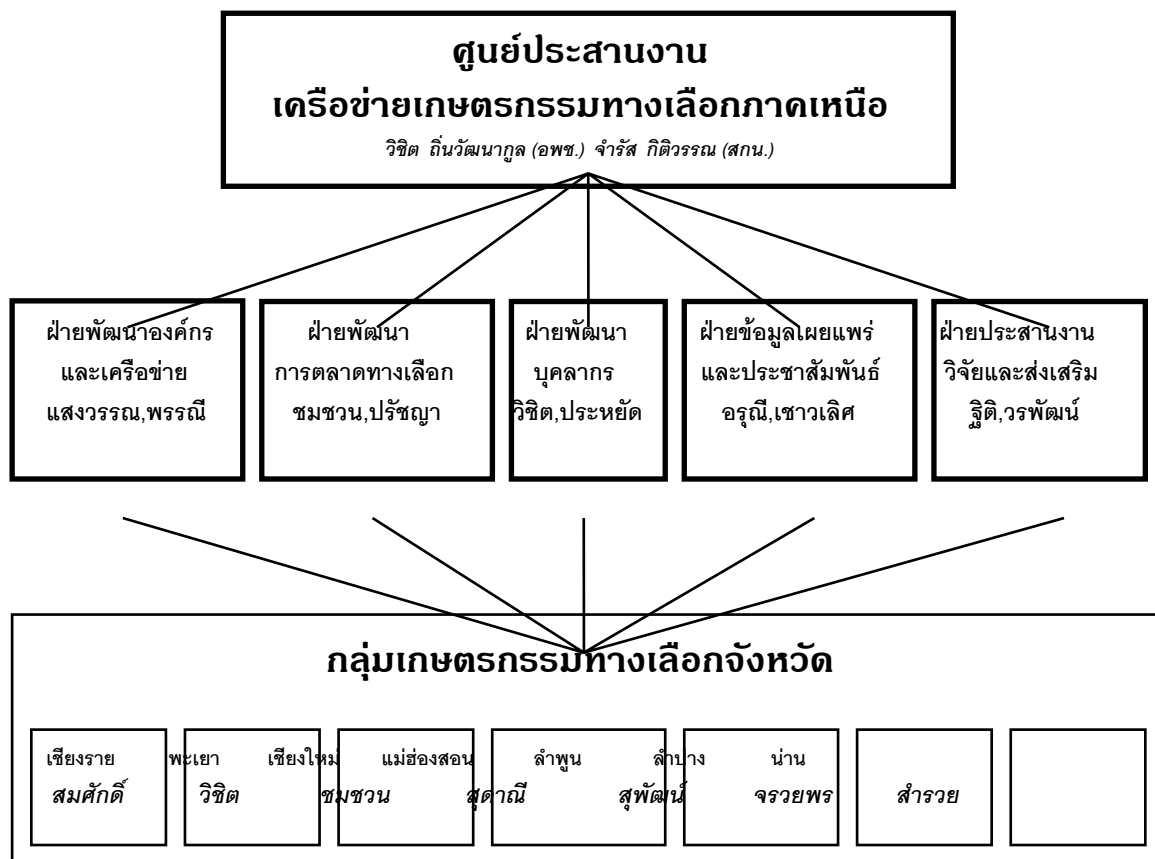 ศูนย์ประสานงาน
เครือข่ายเกษตรกรรมทางเลือกภาคเหนือ
วิชิต ถิ่นวัฒนากูล (อพช.) จำรัส กิติวรรณ (สกน.)
ฝ่ายพัฒนาองค์กร
และเครือข่าย
แสงวรรณ,พรรณี
ฝ่ายพัฒนา
การตลาดทางเลือก
ชมชวน,ปรัชญา
ฝ่ายพัฒนา
บุคลากร
วิชิต,ประหยัด
ฝ่ายข้อมูลเผยแพร่
และประชาสัมพันธ์
อรุณี,เชาวเลิศ
ฝ่ายประสานงาน
วิจัยและส่งเสริม
ฐิติ,วรพัฒน์
กลุ่มเกษตรกรรมทางเลือกจังหวัด
เชียงราย พะเยา เชียงใหม่ แม่ฮ่องสอน ลำพูน ลำปาง น่าน
สมศักดิ์ วิชิต ชมชวน สุดาณี สุพัฒน์ จรวยพร สำรวย